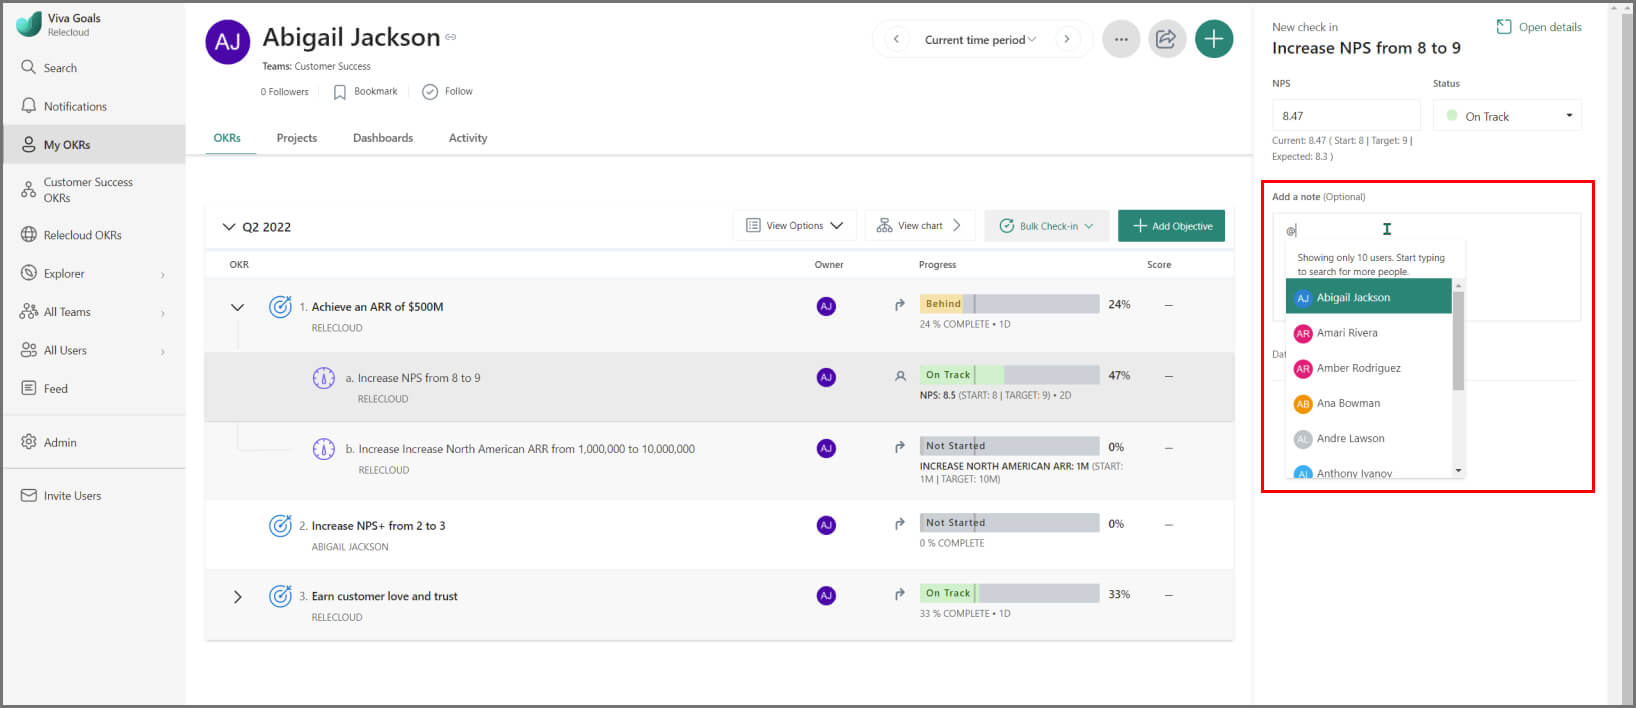 Viva Goals
Relecloud
Search
Notifications
My OKRs
Customer Success
OKRs
Relecloud OKRs
Explorer
All Teams
All Users
Feed
Admin
Invite Users
AJ
Abigail Jackson
Teams: Customer Success
0 Followers
Bookmark
Follow
Current time period
OKRs
Projects
Dashboards
Activity
Q2 2022
View Options
View chart
Bulk Check-in
Add Objective
OKR
Owner
Progress
Score
1. Achieve an ARR of $500M
RELECLOUD
AJ
Behind
24%
—
24 % COMPLETE • 1D
a. Increase NPS from 8 to 9
RELECLOUD
AJ
On Track
47%
—
NPS: 8.5 (START: 8 | TARGET: 9) • 2D
b. Increase Increase North American ARR from 1,000,000 to 10,000,000
RELECLOUD
AJ
Not Started
0%
—
INCREASE NORTH AMERICAN ARR: 1M (START:
1M | TARGET: 10M)
2. Increase NPS+ from 2 to 3
ABIGAIL JACKSON
AJ
Not Started
0%
—
0 % COMPLETE
3. Earn customer love and trust
RELECLOUD
AJ
On Track
33%
—
33 % COMPLETE • 1D
New check in
Open details
Increase NPS from 8 to 9
NPS
Status
8.47
On Track
Current: 8.47 ( Start: 8 | Target: 9 |
Expected: 8.3 )
Add a note (Optional)
@
Showing only 10 users. Start typing
to search for more people.
AJ Abigail Jackson
AR Amari Rivera
AR Amber Rodriguez
AB Ana Bowman
AL Andre Lawson
AI Anthony Ivanov